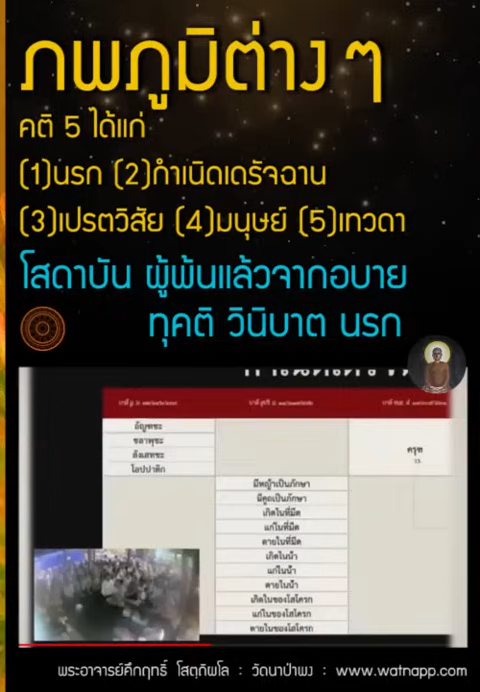 ภพภูมิต่าง ๆ
คติ 5 ได้แก่
(1)นรก (2)กำเนิดเดรัจฉาน
(3)เปรตวิสัย (4)มนุษย์ (5)เทวดา
โสดาบัน ผู้พ้นแล้วจากอบาย
ทุคติ วินิบาต นรก
อัณฑชะ
ชลาพุชะ
สังเสทชะ
โอปปาติก
ครุฑ
มีหญ้าเป็นภักษา
มีคูถเป็นภักษา
เกิดในที่มืด
แก่ในที่มืด
ตายในที่มืด
เกิดในน้ำ
แก่ในน้ำ
ตายในน้ำ
เกิดในของโสโครก
แก่ในของโสโครก
ตายในของโสโครก
พระอาจารย์คึกฤทธิ์ โสตฺถิผโล : วัดนาป่าพง : www.watnapp.com